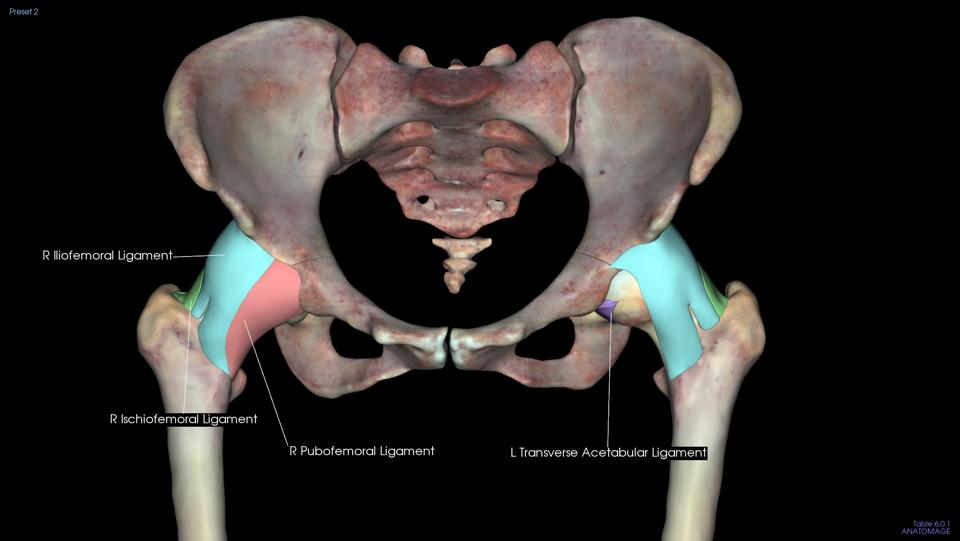 Preset 2
R Iliofemoral Ligament
R Ischiofemoral Ligament
R Pubofemoral Ligament
L Transverse Acetabular Ligament
Table 6.0.1
ANATOMAGE